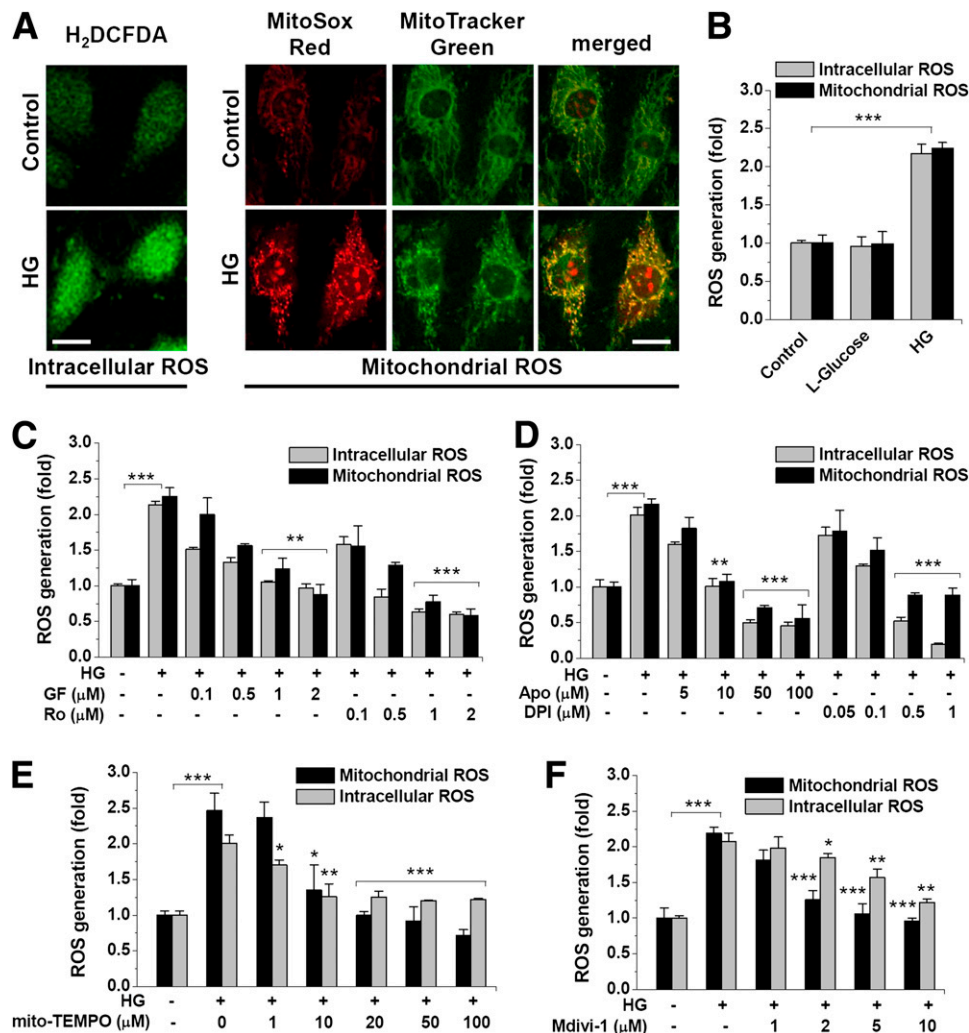 A
H₂DCFDA
MitoSox Red
MitoTracker Green
merged
Control
HG
Control
HG
Intracellular ROS
Mitochondrial ROS
B
ROS generation (fold)
2.5
2.0
1.5
1.0
0.5
0.0
Intracellular ROS
Mitochondrial ROS
***
Control
L-Glucose
HG
C
ROS generation (fold)
3.0
2.5
2.0
1.5
1.0
0.5
0.0
Intracellular ROS
Mitochondrial ROS
***
**
***
HG - + + + + + + + + +
GF (µM) - - 0.1 0.5 1 2 - - - -
Ro (µM) - - - - - - 0.1 0.5 1 2
D
ROS generation (fold)
3.0
2.5
2.0
1.5
1.0
0.5
0.0
Intracellular ROS
Mitochondrial ROS
***
**
***
***
HG - + + + + + + + + +
Apo (µM) - - 5 10 50 100 - - - -
DPI (µM) - - - - - - 0.05 0.1 0.5 1
E
ROS generation (fold)
3.0
2.5
2.0
1.5
1.0
0.5
0.0
Mitochondrial ROS
Intracellular ROS
***
*
*
**
***
HG - + + + + + +
mito-TEMPO (µM) - 0 1 10 20 50 100
F
ROS generation (fold)
3.0
2.5
2.0
1.5
1.0
0.5
0.0
Mitochondrial ROS
Intracellular ROS
***
*
***
**
***
**
***
HG - + + + + +
Mdivi-1 (µM) - - 1 2 5 10